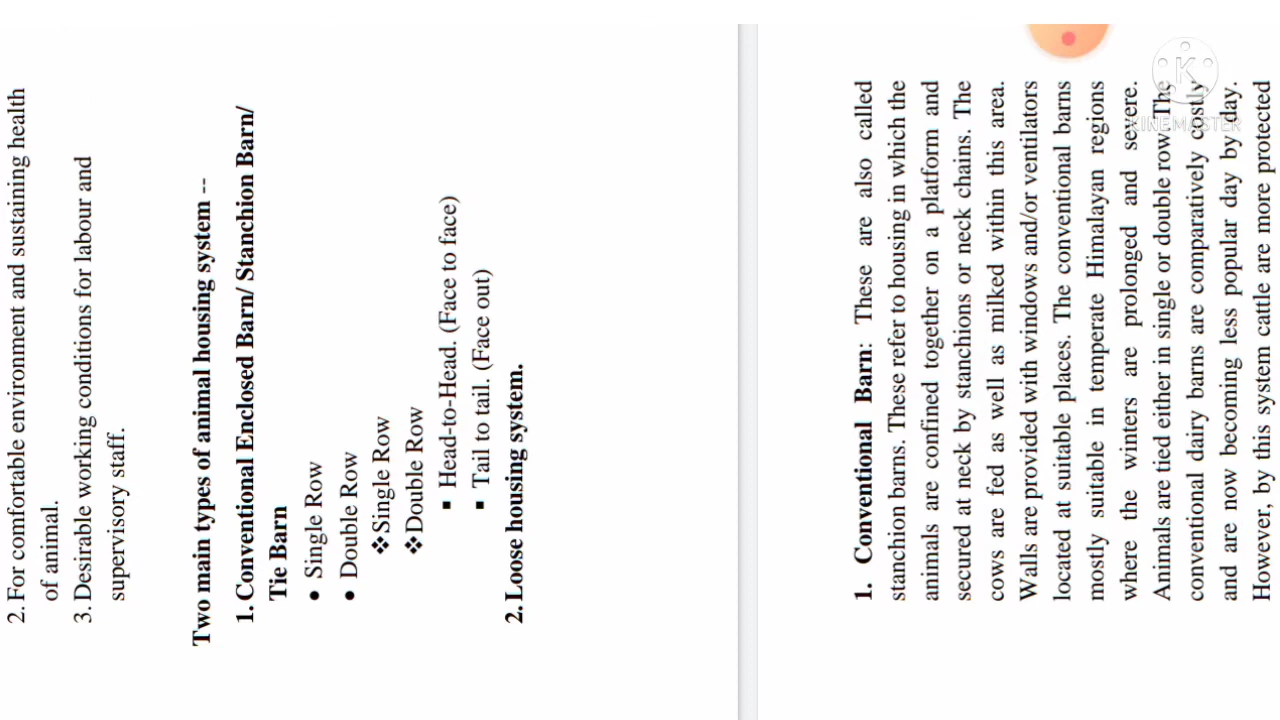 2. For comfortable environment and sustaining health
of animal.
3. Desirable working conditions for labour and
supervisory staff.
Two main types of animal housing system --
1. Conventional Enclosed Barn/ Stanchion Barn/
Tie Barn
• Single Row
• Double Row
❖Single Row
❖Double Row
▪ Head-to-Head. (Face to face)
▪ Tail to tail. (Face out)
2. Loose housing system.
1. Conventional Barn: These are also called
stanchion barns. These refer to housing in which the
animals are confined together on a platform and
secured at neck by stanchions or neck chains. The
cows are fed as well as milked within this area.
Walls are provided with windows and/or ventilators
located at suitable places. The conventional barns
mostly suitable in temperate Himalayan regions
where the winters are prolonged and severe.
Animals are tied either in single or double row. The
conventional dairy barns are comparatively costly
and are now becoming less popular day by day.
However, by this system cattle are more protected
K
KINEMASTER